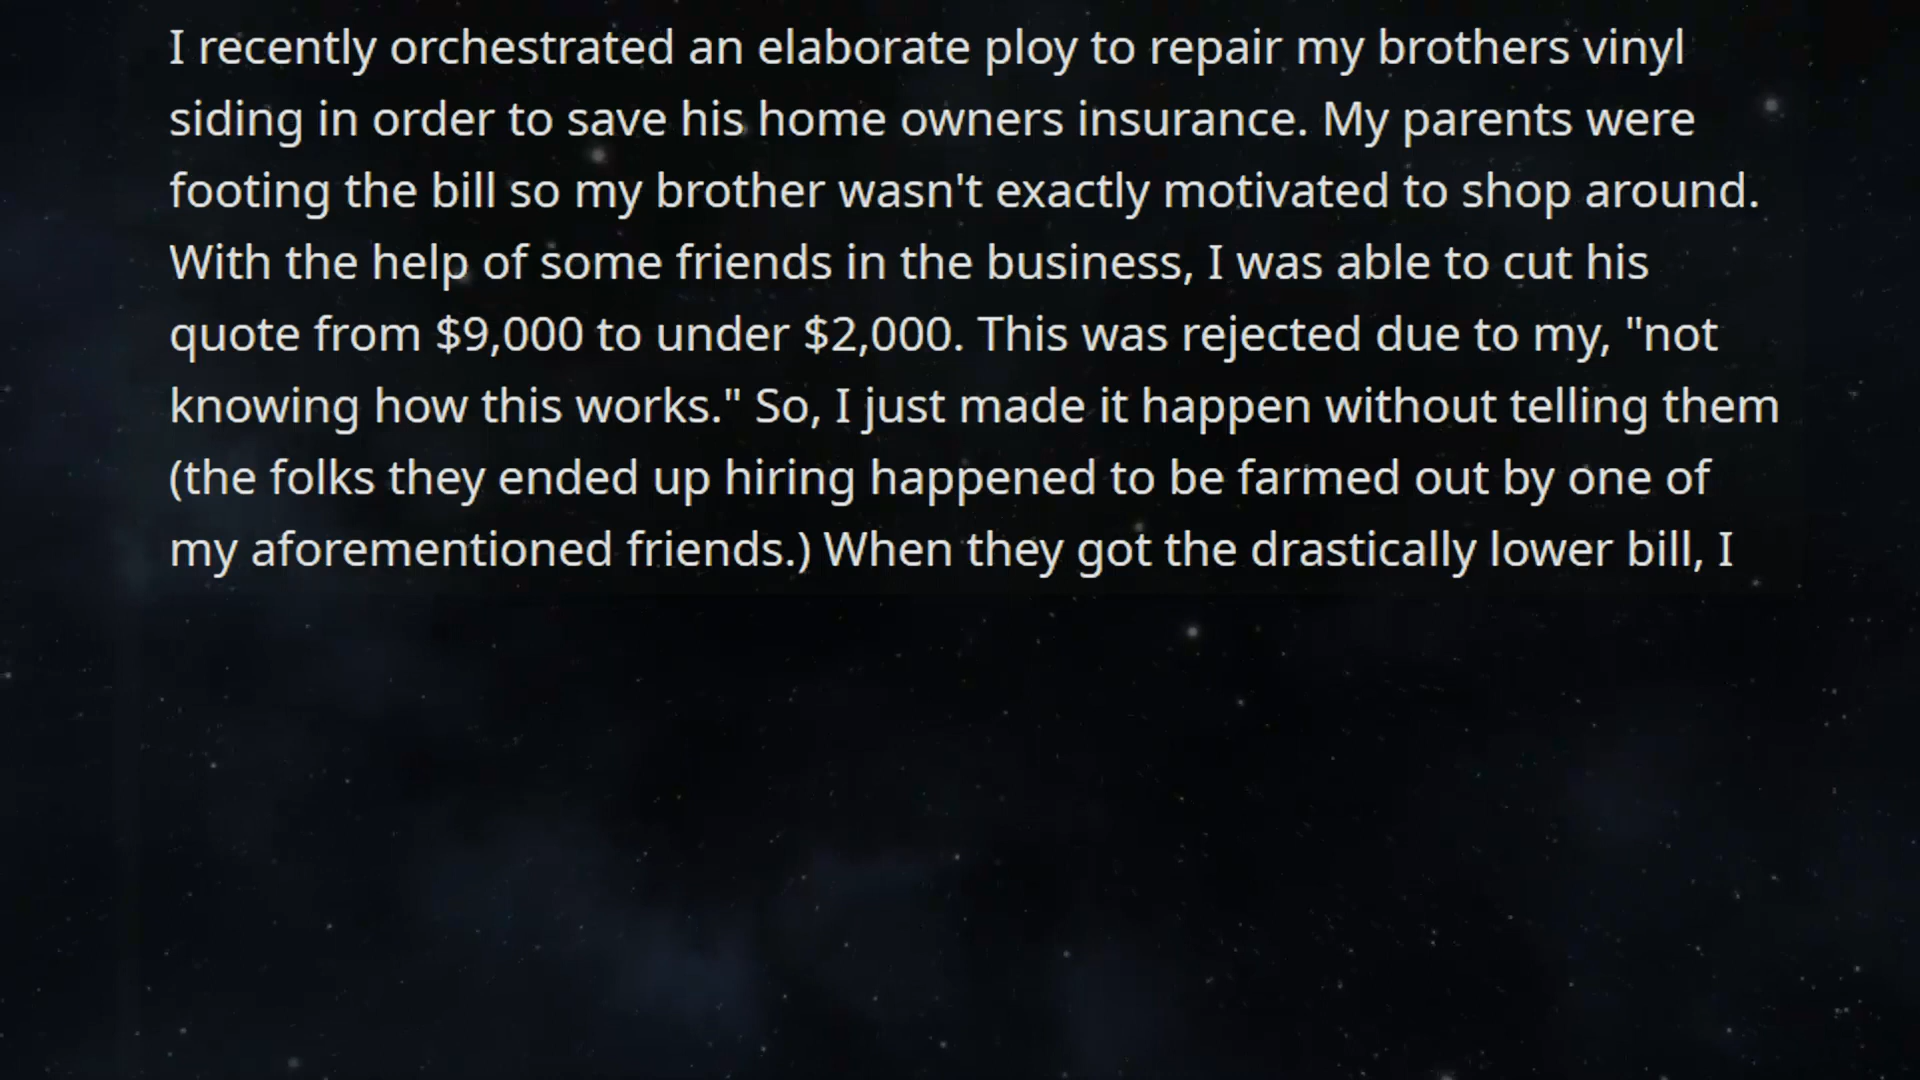 I recently orchestrated an elaborate ploy to repair my brothers vinyl
siding in order to save his home owners insurance. My parents were
footing the bill so my brother wasn't exactly motivated to shop around.
With the help of some friends in the business, I was able to cut his
quote from $9,000 to under $2,000. This was rejected due to my, "not
knowing how this works." So, I just made it happen without telling them
(the folks they ended up hiring happened to be farmed out by one of
my aforementioned friends.) When they got the drastically lower bill, I